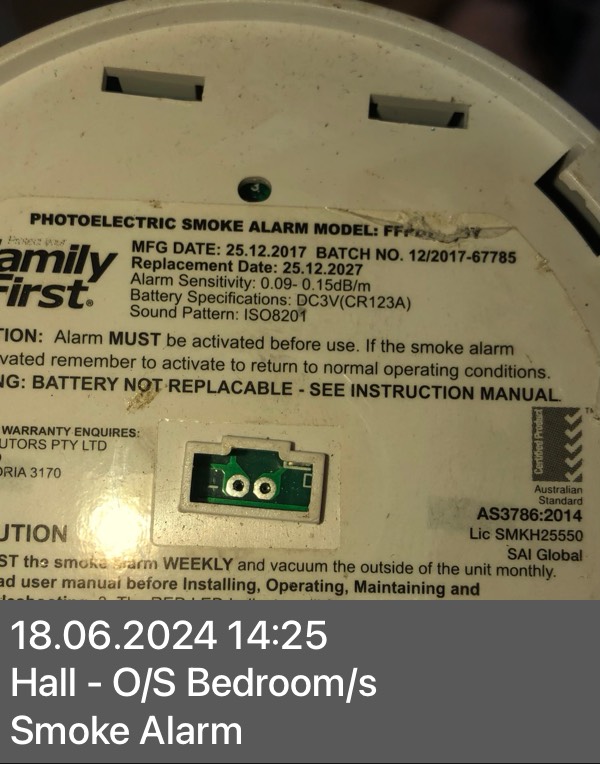 PHOTOELECTRIC SMOKE ALARM MODEL:
Protect your
amily
First®
MFG DATE: 25.12.2017 BATCH NO. 12/2017-67785
Replacement Date: 25.12.2027
Alarm Sensitivity: 0.09- 0.15dB/m
Battery Specifications: DC3V(CR123A)
Sound Pattern: ISO8201
TION: Alarm MUST be activated before use. If the smoke alarm
vated remember to activate to return to normal operating conditions.
NG: BATTERY NOT REPLACABLE - SEE INSTRUCTION MANUAL
WARRANTY ENQUIRES:
UTORS PTY LTD
ORIA 3170
Certified Product
TM
Australian
Standard
AS3786:2014
Lic SMKH25550
SAI Global
UTION
ST the smoke alarm WEEKLY and vacuum the outside of the unit monthly.
ad user manual before Installing, Operating, Maintaining and
18.06.2024 14:25
Hall - O/S Bedroom/s
Smoke Alarm